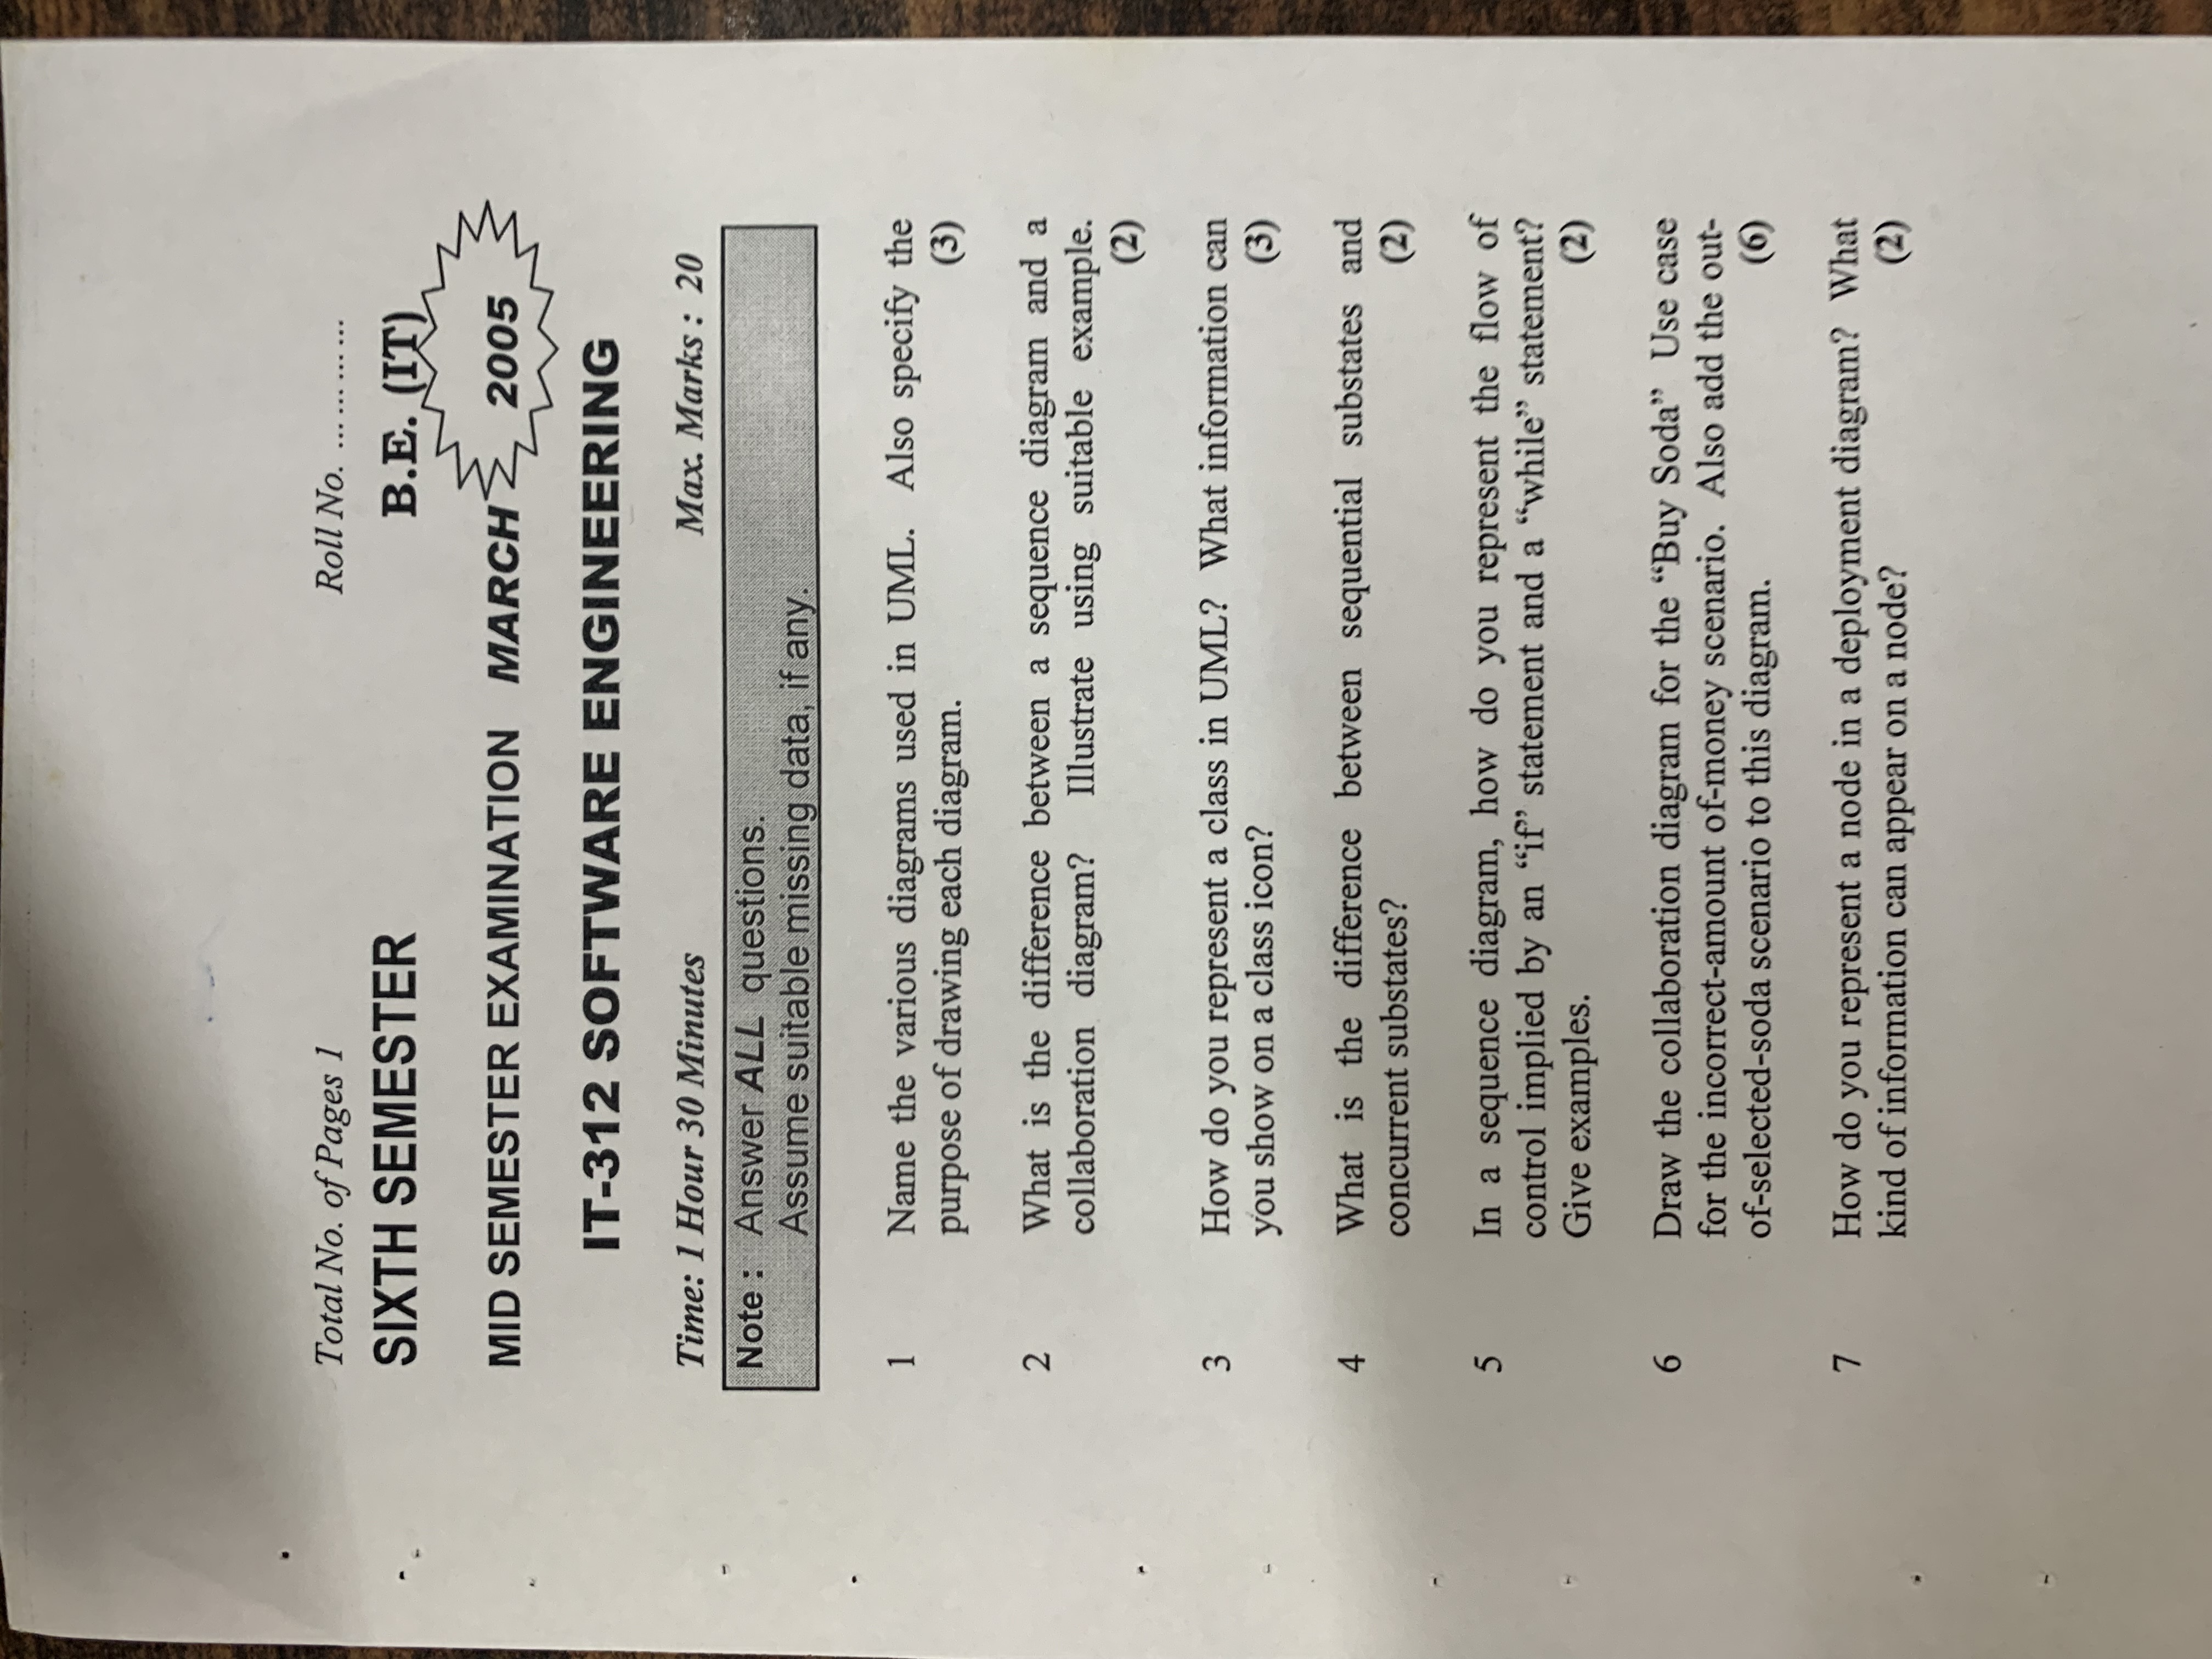 Total No. of Pages 1 Roll No. ... ... ... ...
SIXTH SEMESTER B.E. (IT)
MID SEMESTER EXAMINATION MARCH 2005
IT-312 SOFTWARE ENGINEERING
Time: 1 Hour 30 Minutes Max. Marks : 20
Note : Answer ALL questions.
Assume suitable missing data, if any.
1 Name the various diagrams used in UML. Also specify the
purpose of drawing each diagram. (3)
2 What is the difference between a sequence diagram and a
collaboration diagram? Illustrate using suitable example.
(2)
3 How do you represent a class in UML? What information can
you show on a class icon? (3)
4 What is the difference between sequential substates and
concurrent substates? (2)
5 In a sequence diagram, how do you represent the flow of
control implied by an “if” statement and a “while” statement?
Give examples. (2)
6 Draw the collaboration diagram for the “Buy Soda” Use case
for the incorrect-amount of-money scenario. Also add the out-
of-selected-soda scenario to this diagram. (6)
7 How do you represent a node in a deployment diagram? What
kind of information can appear on a node? (2)